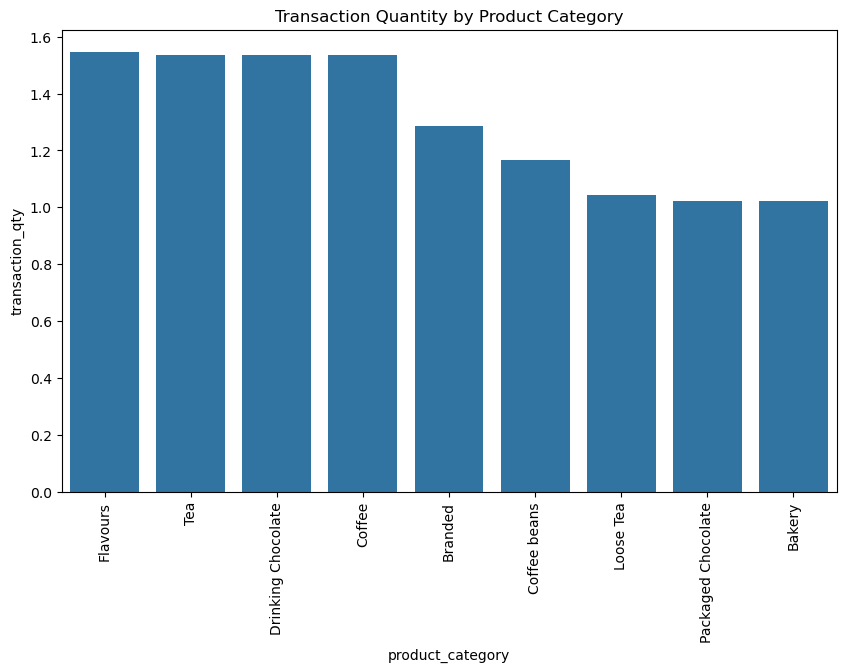 Transaction Quantity by Product Category
transaction_qty
1.6
1.4
1.2
1.0
0.8
0.6
0.4
0.2
0.0
Flavours
Tea
Drinking Chocolate
Coffee
Branded
Coffee beans
Loose Tea
Packaged Chocolate
Bakery
product_category